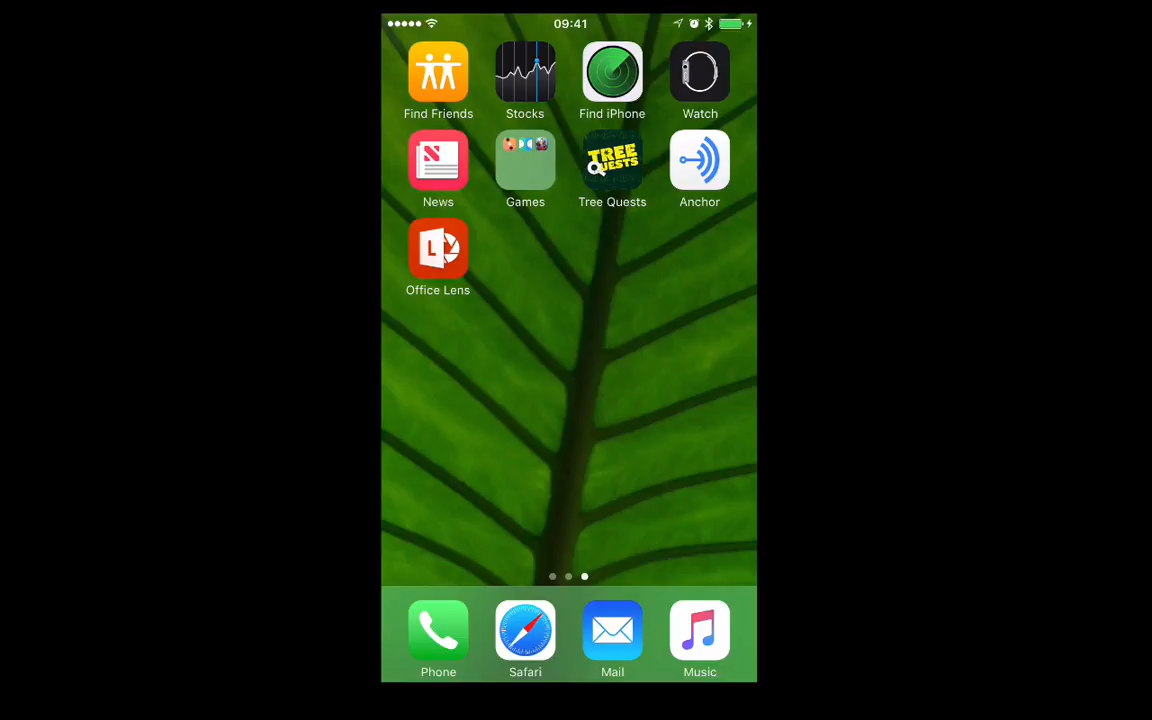 09:41
Find Friends Stocks Find iPhone Watch
TREE
QUESTS
News Games Tree Quests Anchor
L
Office Lens
Phone Safari Mail Music